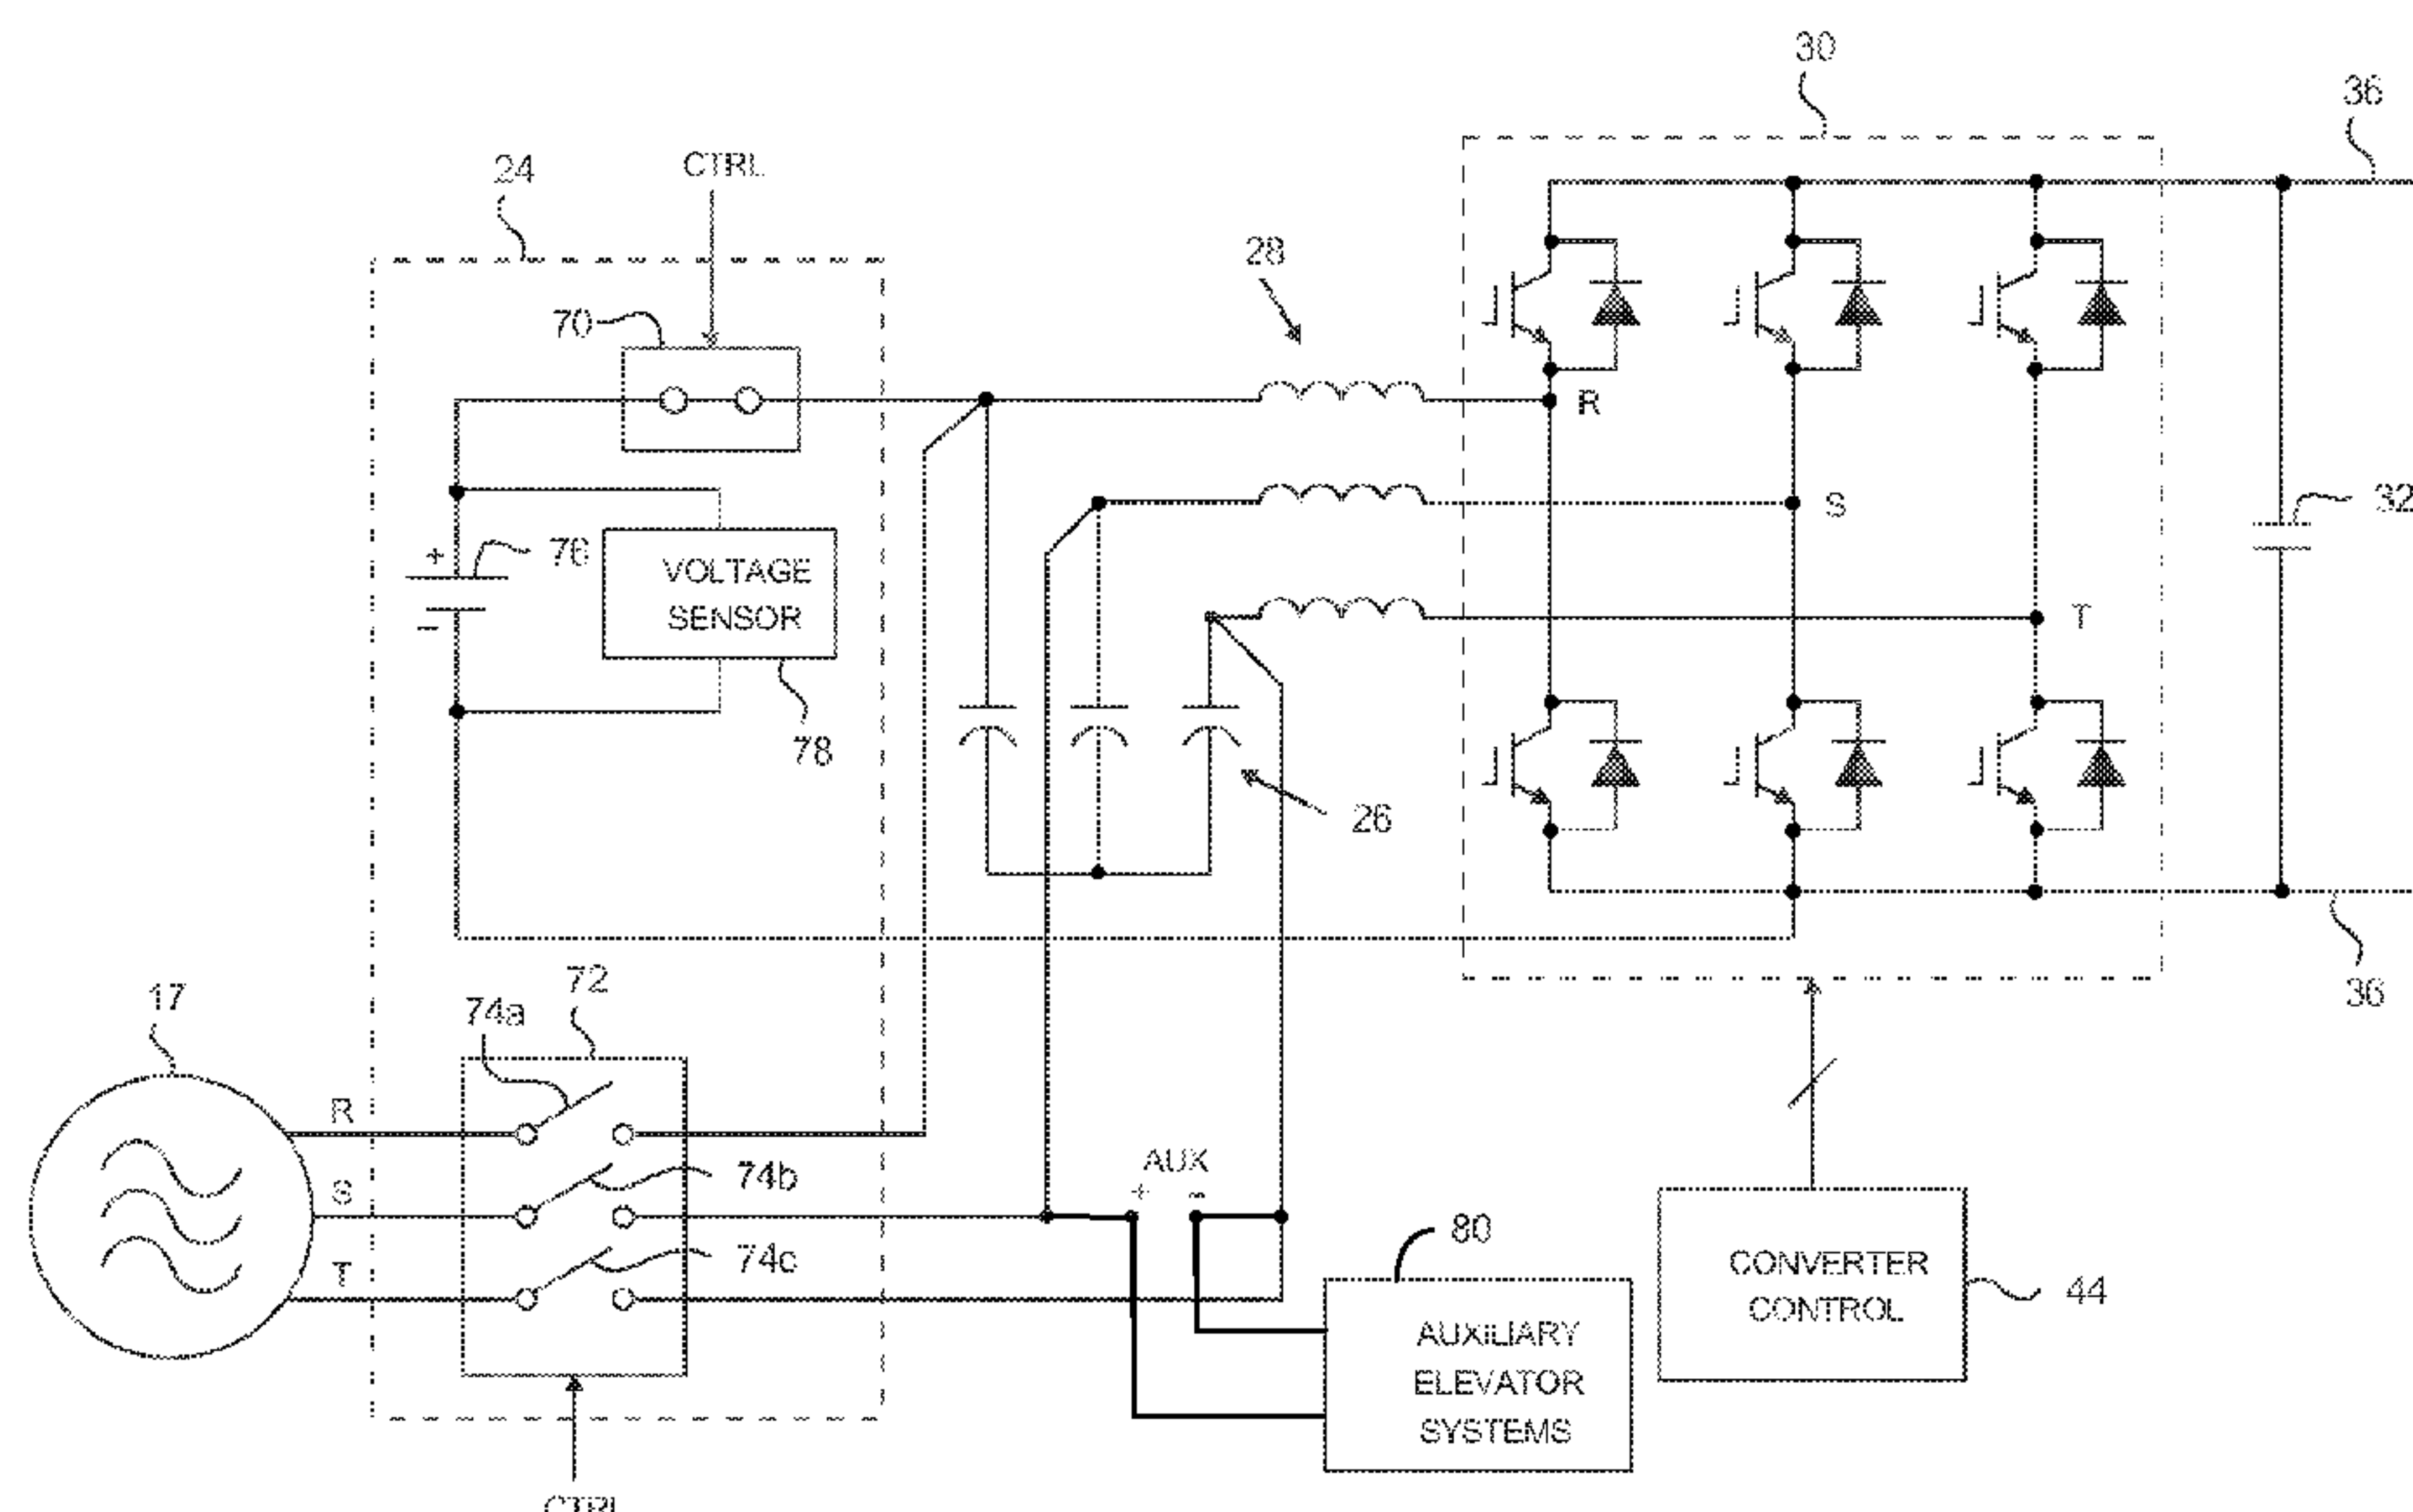 30
36
24
CTRL
28
70
R
S
32
+
76
VOLTAGE
SENSOR
−
T
78
26
17
74a
72
36
R
S
74b
AUX
+ -
80
T
74c
CONVERTER
CONTROL
44
AUXILIARY
ELEVATOR
SYSTEMS
CTRL